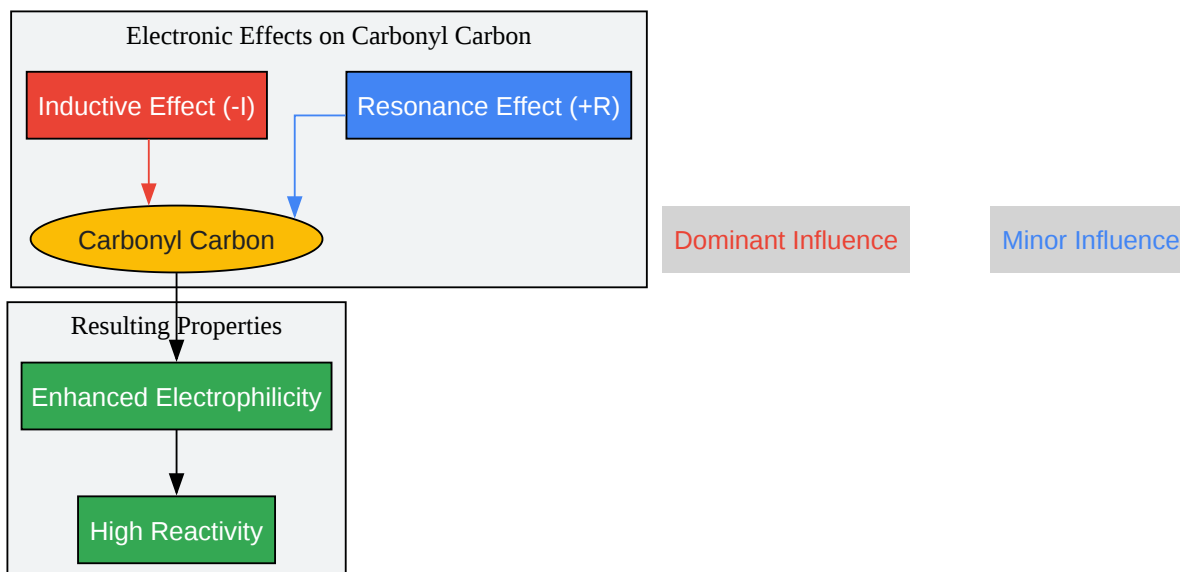 Electronic Effects on Carbonyl Carbon
Inductive Effect (-I)
Resonance Effect (+R)
Carbonyl Carbon
Dominant Influence
Minor Influence
Resulting Properties
Enhanced Electrophilicity
High Reactivity